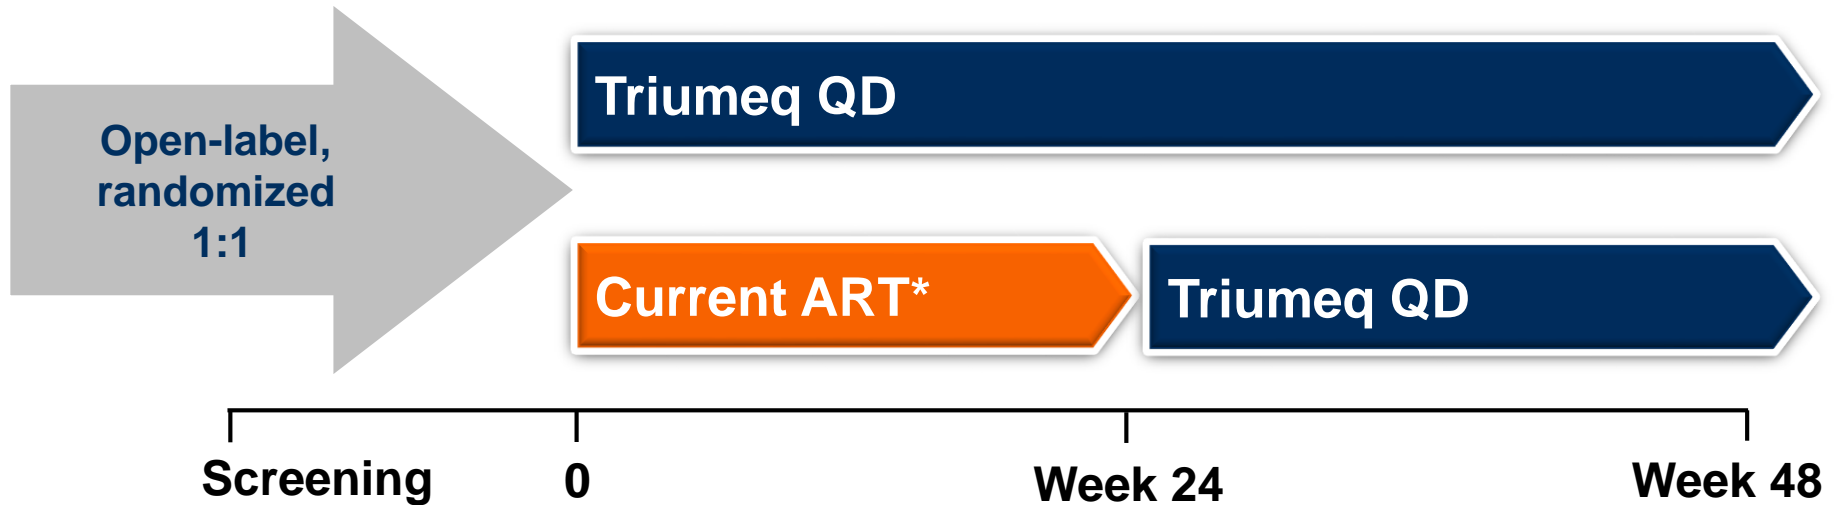 Open-label,
randomized
1:1
Triumeq QD
Current ART*
Triumeq QD
Screening
0
Week 24
Week 48